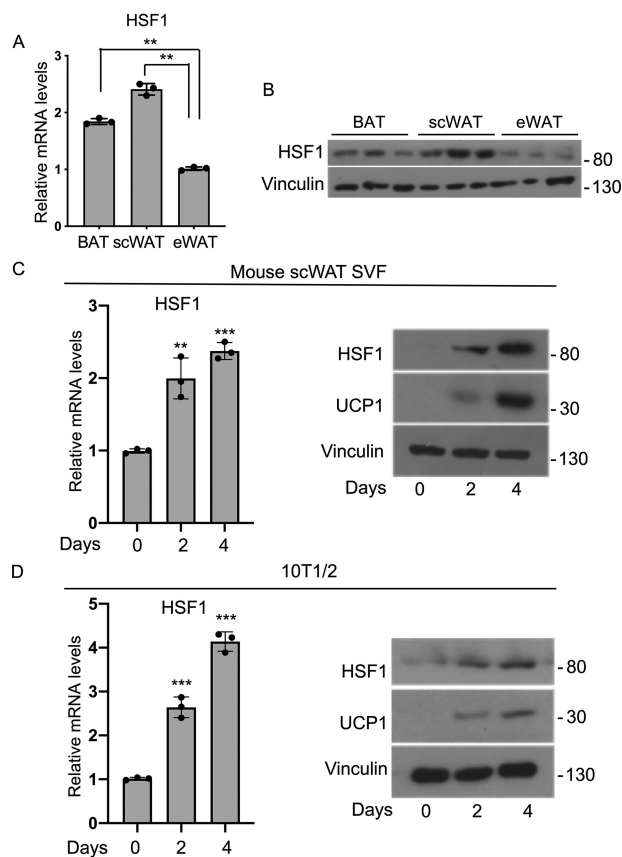 A
HSF1
**
**
Relative mRNA levels
3
2
1
0
BAT scWAT eWAT
B
BAT scWAT eWAT
HSF1
- 80
Vinculin
- 130
C
Mouse scWAT SVF
HSF1
Relative mRNA levels
3
2
1
0
** ***
Days 0 2 4
HSF1
- 80
UCP1
- 30
Vinculin
- 130
Days 0 2 4
D
10T1/2
HSF1
Relative mRNA levels
5
4
3
2
1
0
*** ***
Days 0 2 4
HSF1
- 80
UCP1
- 30
Vinculin
- 130
Days 0 2 4